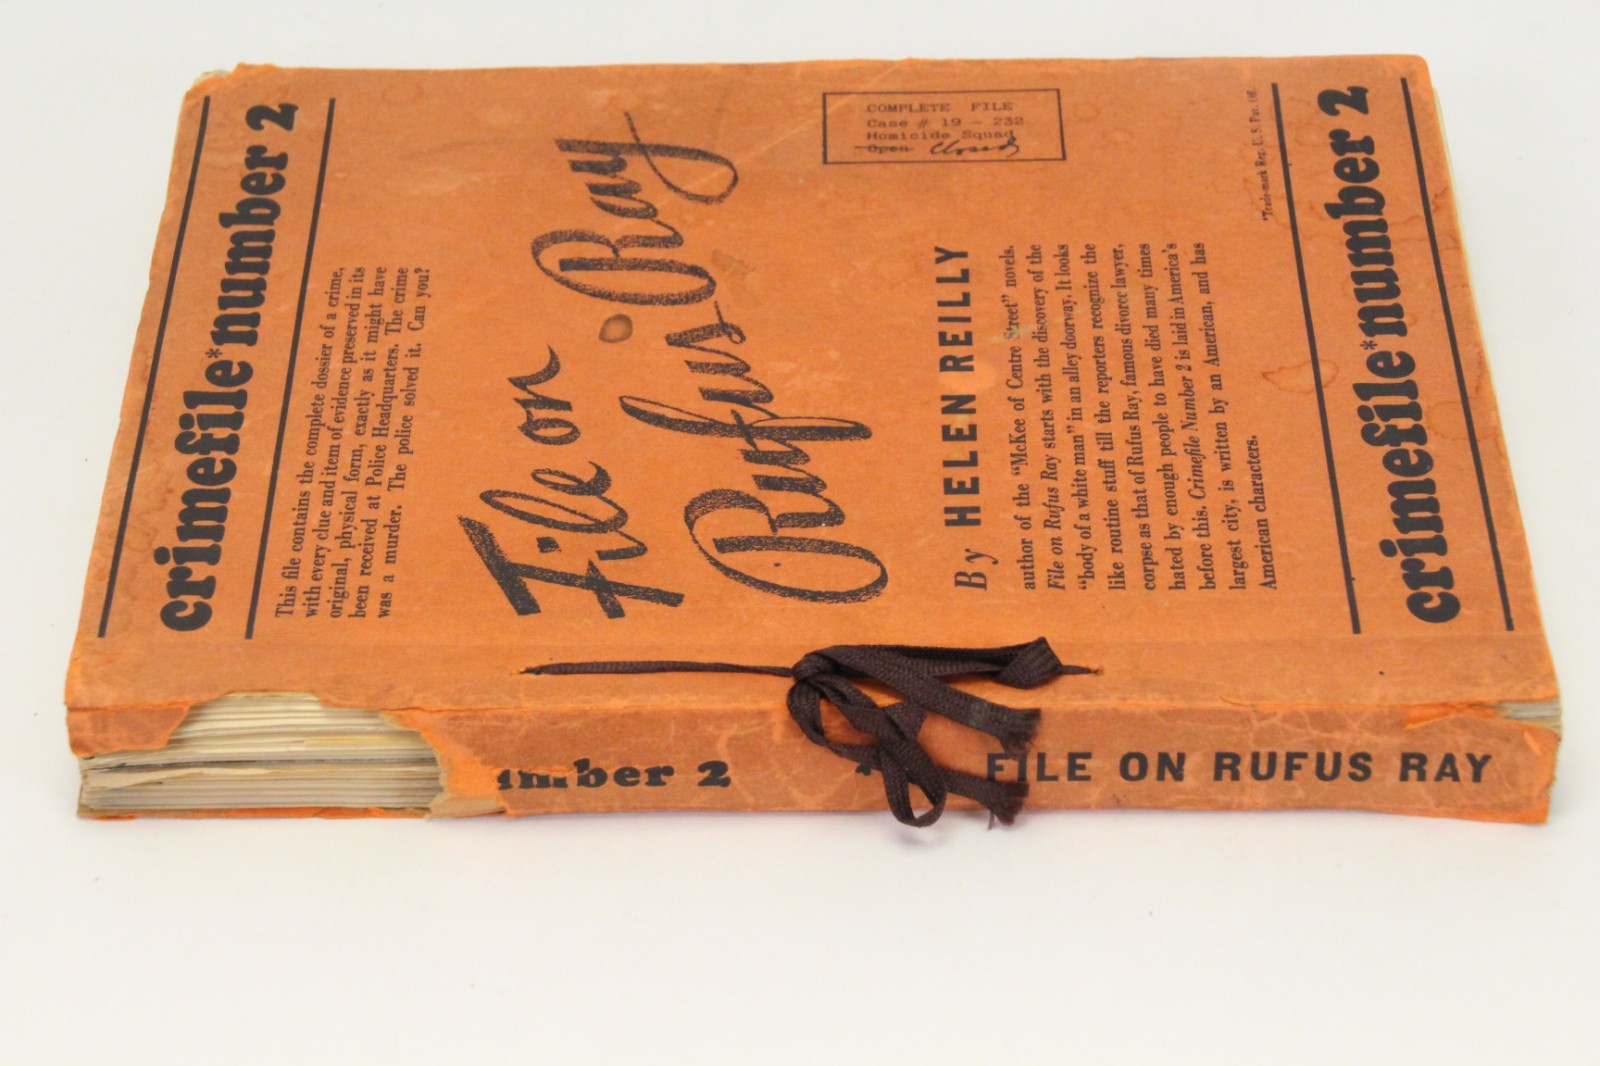 crimefile*number 2
This file contains the complete dossier of a crime,
with every clue and item of evidence preserved in its
original, physical form, exactly as it might have
been received at Police Headquarters. The crime
was a murder. The police solved it. Can you?
File on
Rufus Ray
COMPLETE FILE
Case # 19 - 232
Homicide Squad
Open Closed
By HELEN REILLY
author of the "McKee of Centre Street" novels.
File on Rufus Ray starts with the discovery of the
"body of a white man" in an alley doorway. It looks
like routine stuff till the reporters recognize the
corpse as that of Rufus Ray, famous divorce lawyer,
hated by enough people to have died many times
before this. Crimefile Number 2 is laid in America's
largest city, is written by an American, and has
American characters.
*Trade-mark Reg. U. S. Pat. Off.
crimefile*number 2
mber 2 FILE ON RUFUS RAY